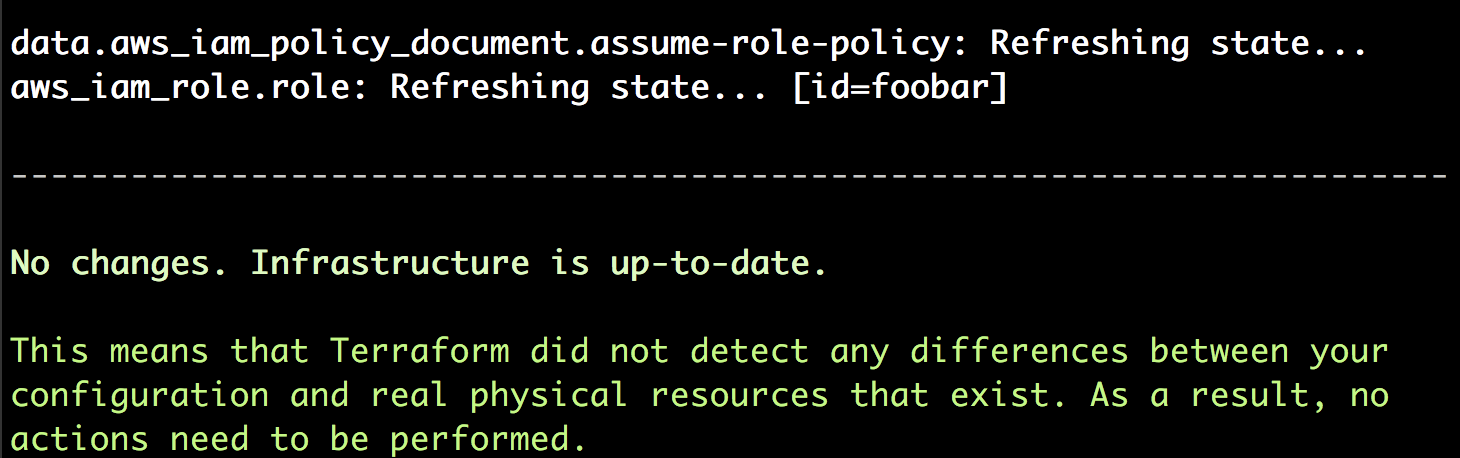 data.aws_iam_policy_document.assume-role-policy: Refreshing state...
aws_iam_role.role: Refreshing state... [id=foobar]
------------------------------------------------------------------------
No changes. Infrastructure is up-to-date.
This means that Terraform did not detect any differences between your
configuration and real physical resources that exist. As a result, no
actions need to be performed.